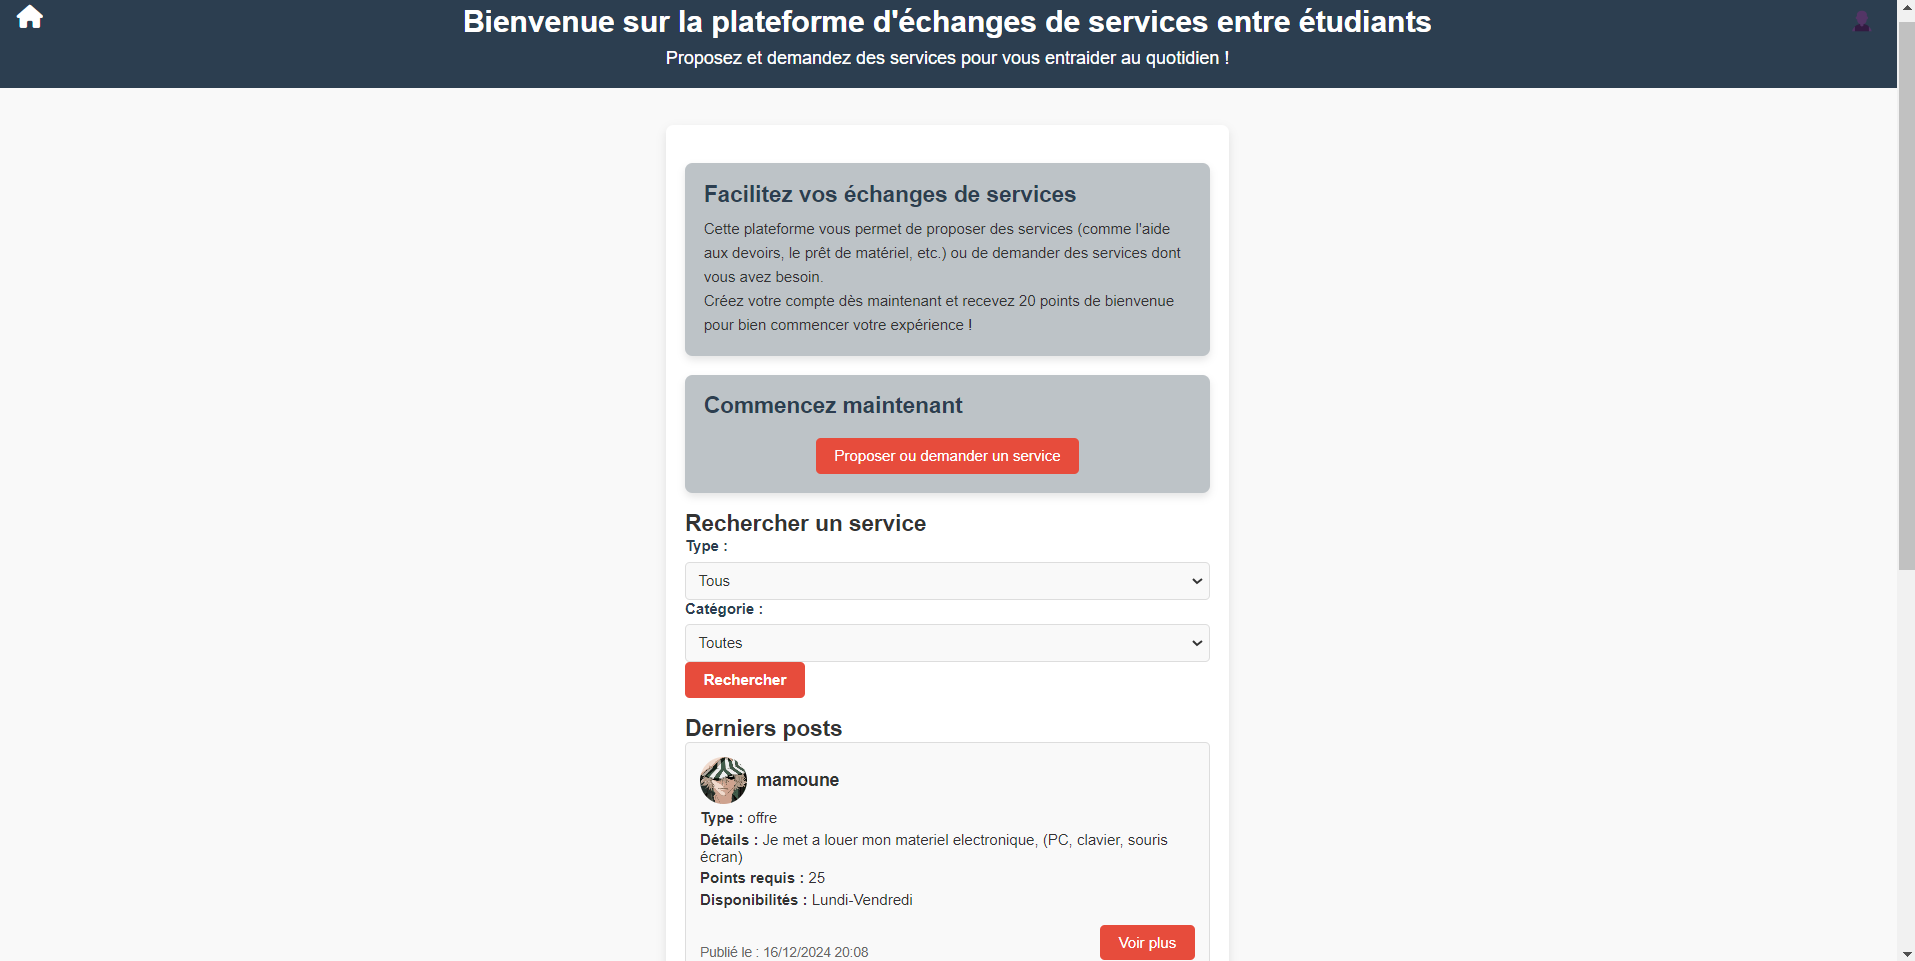 Bienvenue sur la plateforme d'échanges de services entre étudiants
Proposez et demandez des services pour vous entraider au quotidien !
Facilitez vos échanges de services
Cette plateforme vous permet de proposer des services (comme l'aide
aux devoirs, le prêt de matériel, etc.) ou de demander des services dont
vous avez besoin.
Créez votre compte dès maintenant et recevez 20 points de bienvenue
pour bien commencer votre expérience !
Commencez maintenant
Proposer ou demander un service
Rechercher un service
Type :
Tous
Catégorie :
Toutes
Rechercher
Derniers posts
mamoune
Type : offre
Détails : Je met a louer mon materiel electronique, (PC, clavier, souris
écran)
Points requis : 25
Disponibilités : Lundi-Vendredi
Voir plus
Publié le : 16/12/2024 20:08